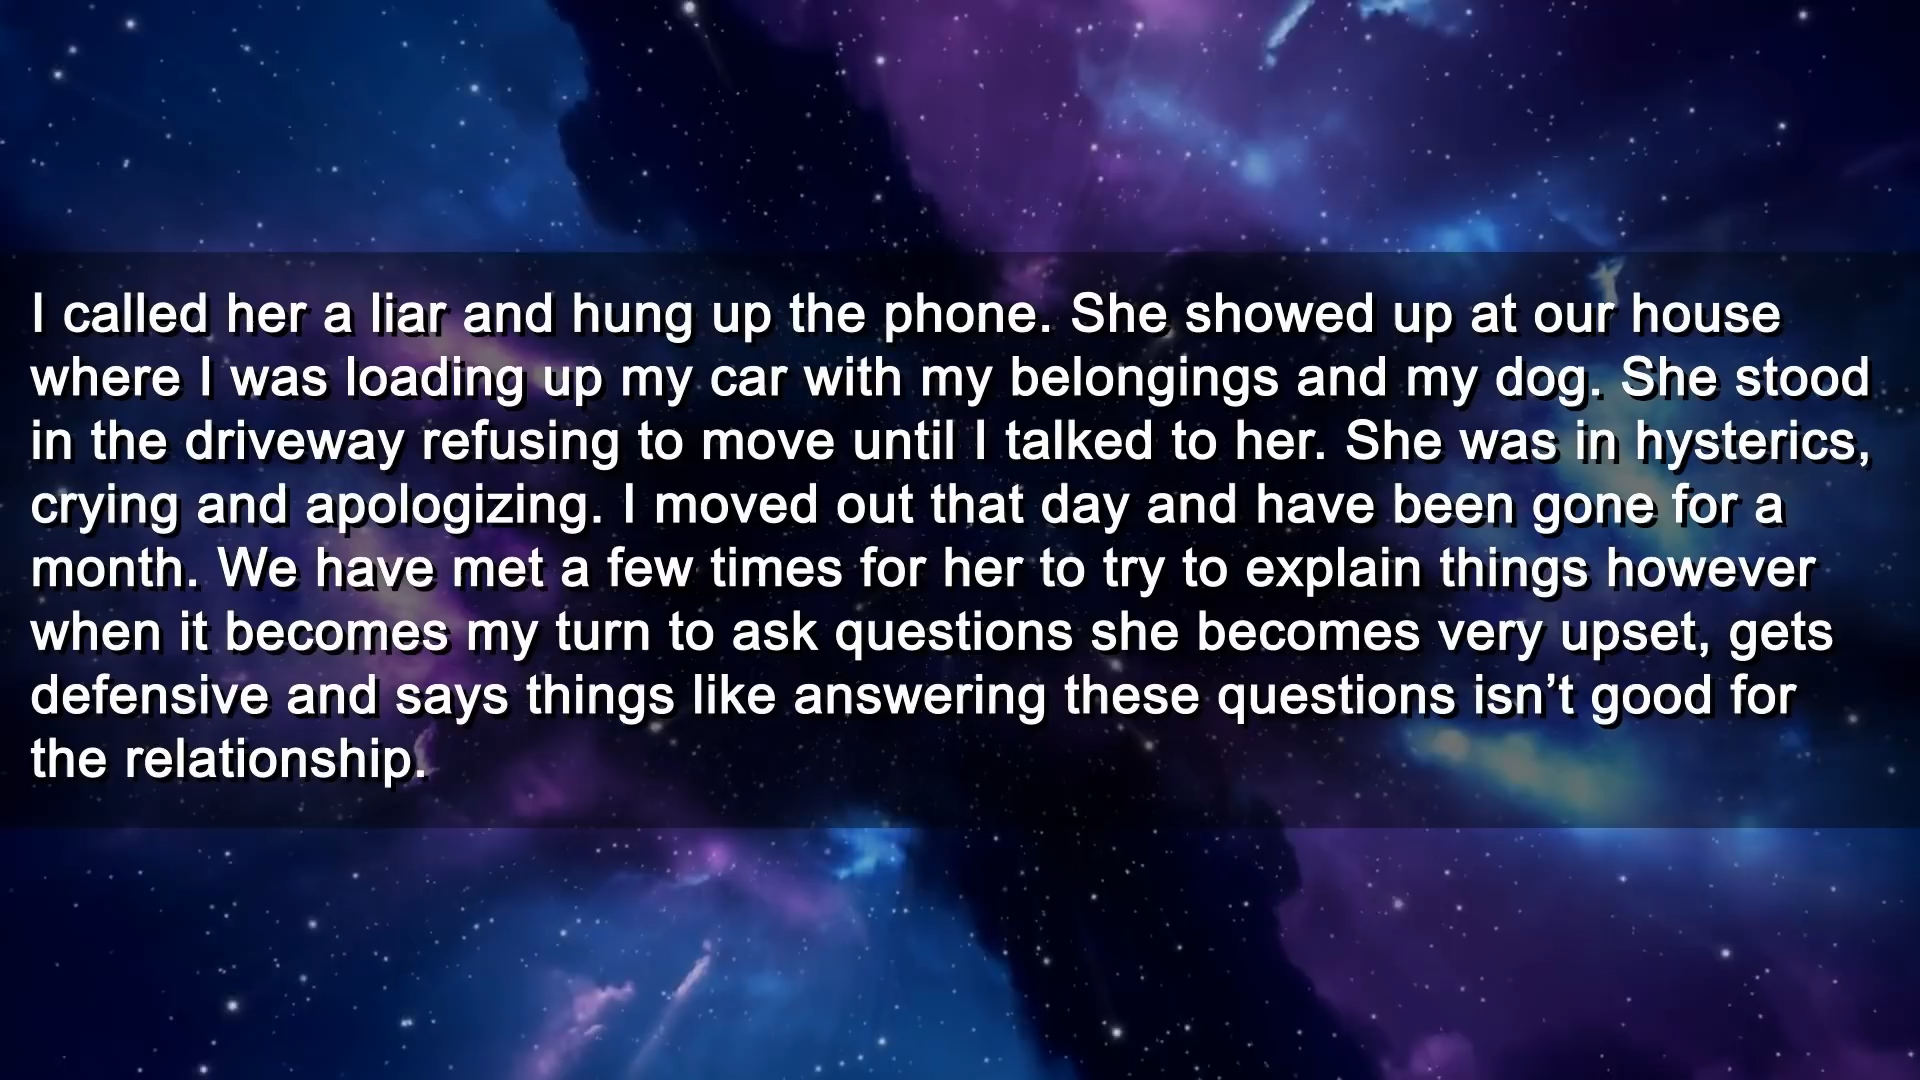 I called her a liar and hung up the phone. She showed up at our house
where I was loading up my car with my belongings and my dog. She stood
in the driveway refusing to move until I talked to her. She was in hysterics,
crying and apologizing. I moved out that day and have been gone for a
month. We have met a few times for her to try to explain things however
when it becomes my turn to ask questions she becomes very upset, gets
defensive and says things like answering these questions isn’t good for
the relationship.